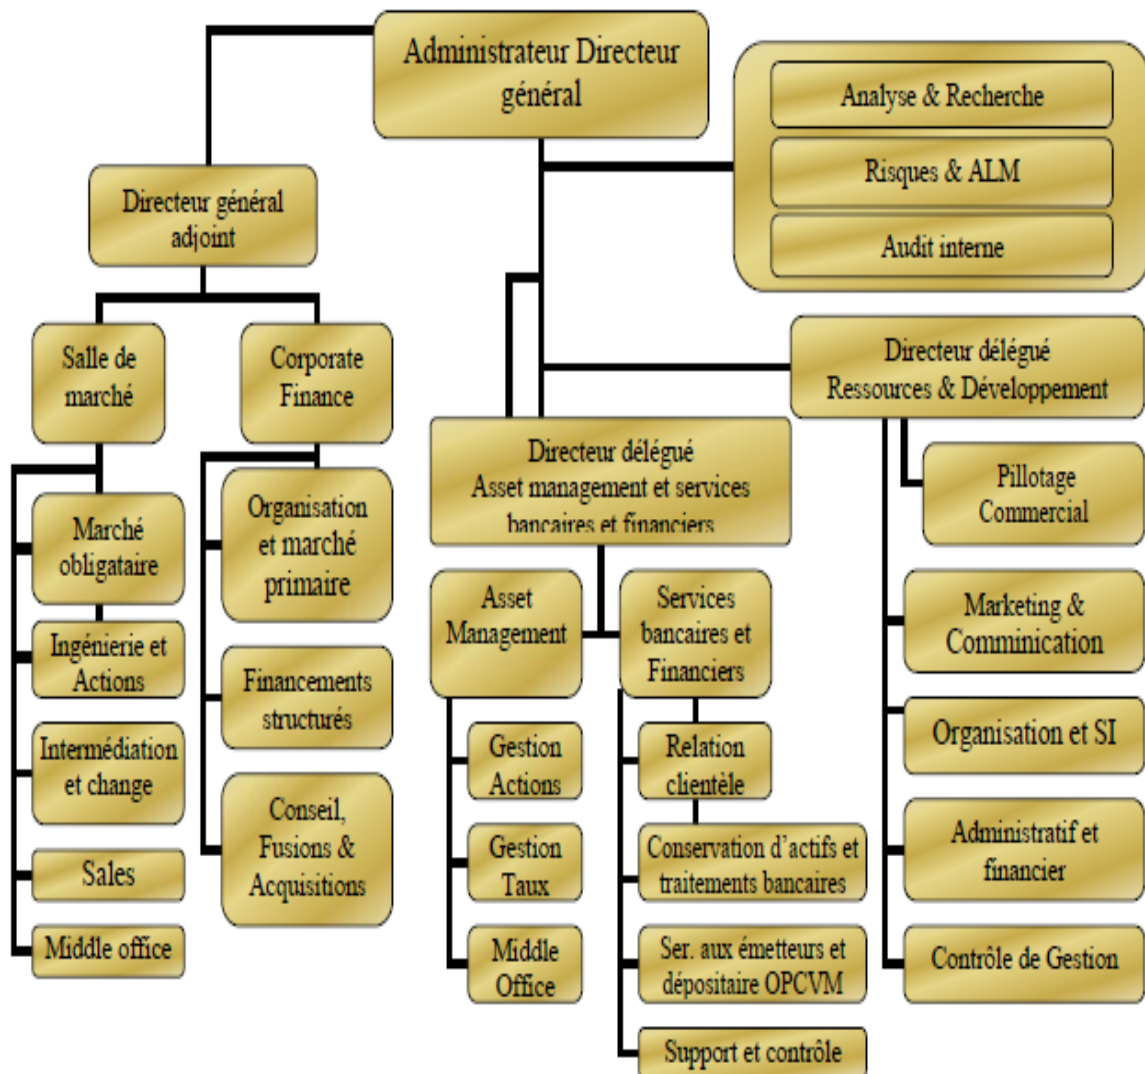 Administrateur Directeur
général
Analyse & Recherche
Risques & ALM
Audit interne
Directeur général
adjoint
Salle de
marché
Corporate
Finance
Directeur délégué
Ressources & Développement
Directeur délégué
Asset management et services
bancaires et financiers
Pillotage
Commercial
Marché
obligataire
Organisation
et marché
primaire
Asset
Management
Services
bancaires et
Financiers
Marketing &
Comminication
Ingénierie et
Actions
Financements
structurés
Organisation et SI
Intermédiation
et change
Gestion
Actions
Relation
clientèle
Conseil,
Fusions &
Acquisitions
Administratif et
financier
Sales
Gestion
Taux
Conservation d’actifs et
traitements bancaires
Middle office
Middle
Office
Ser. aux émetteurs et
dépositaire OPCVM
Contrôle de Gestion
Support et contrôle